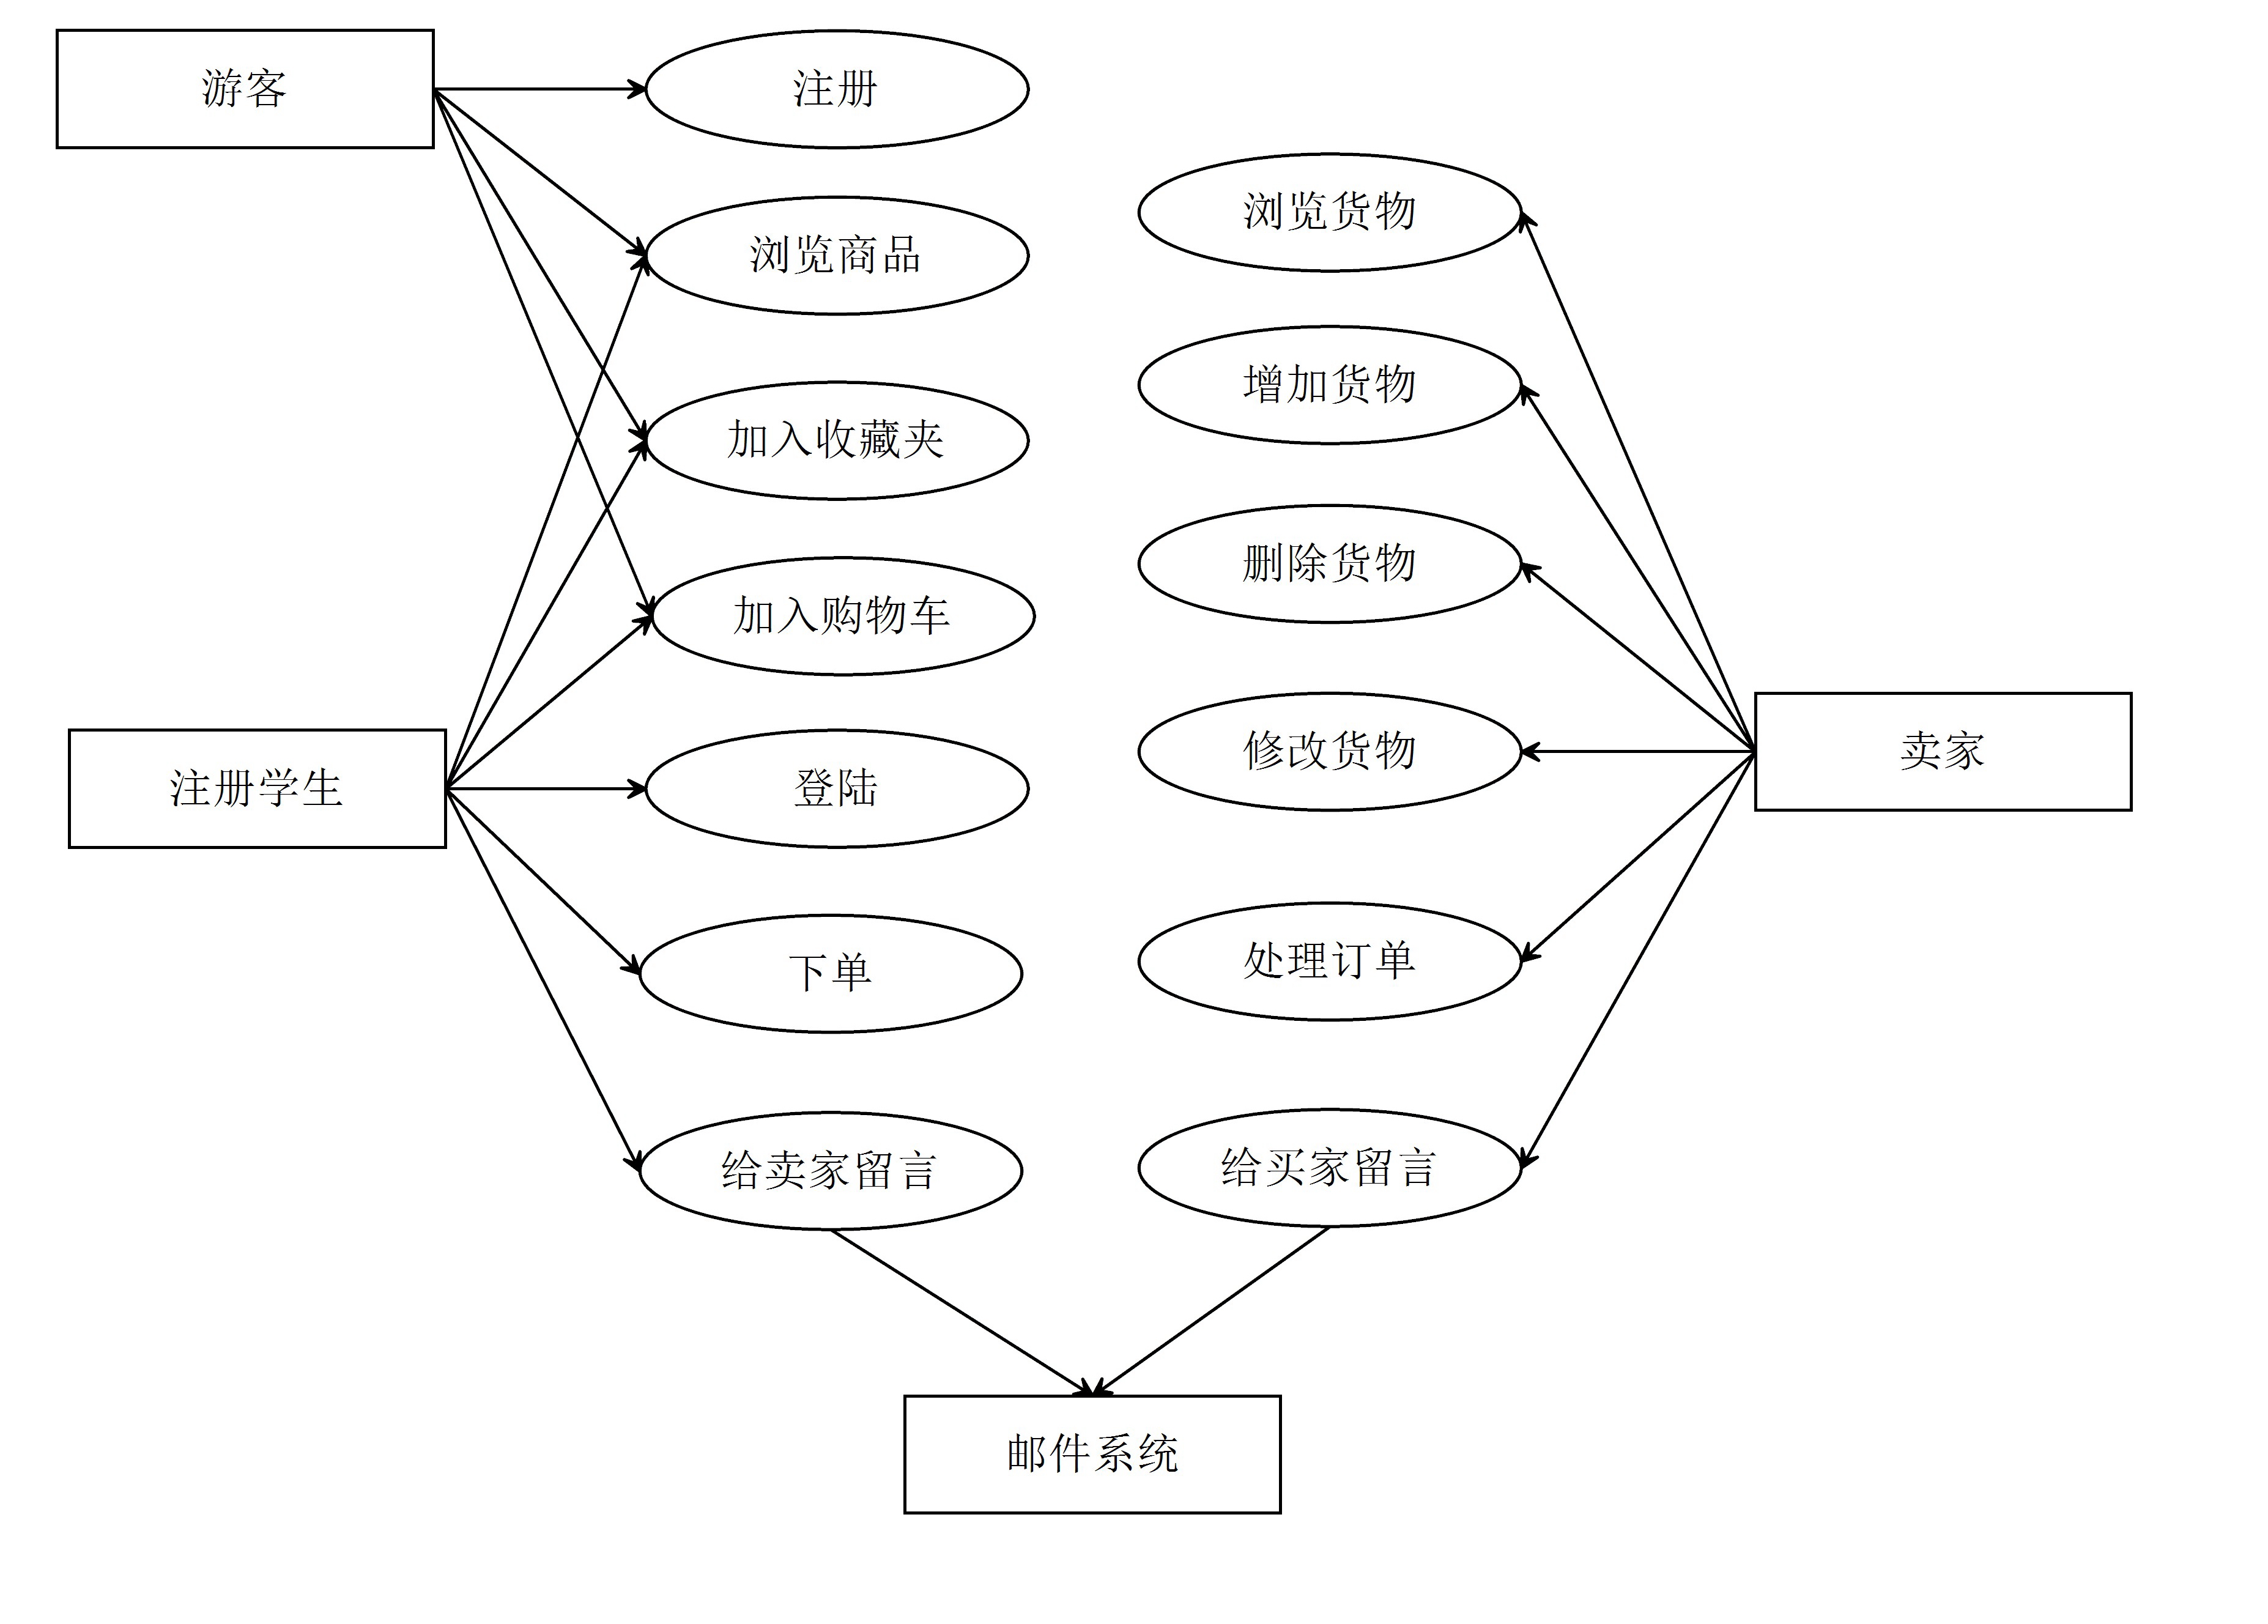 游客
注册
浏览商品
加入收藏夹
加入购物车
注册学生
登陆
下单
给卖家留言
浏览货物
增加货物
删除货物
修改货物
卖家
处理订单
给买家留言
邮件系统